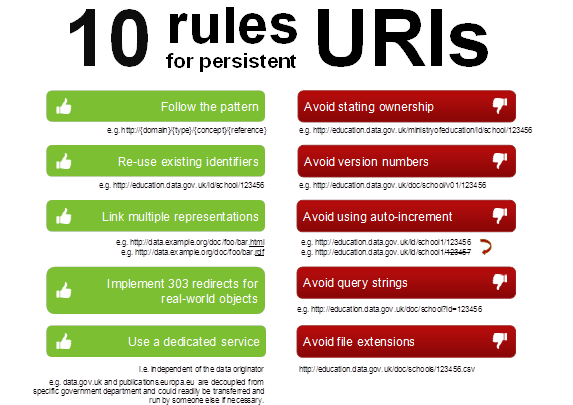 10 rules for persistent URIs
Follow the pattern
e.g. http://{domain}/{type}/{concept}/{reference}
Re-use existing identifiers
e.g. http://education.data.gov.uk/id/school/123456
Link multiple representations
e.g. http://data.example.org/doc/foo/bar.html
e.g. http://data.example.org/doc/foo/bar.rdf
Implement 303 redirects for
real-world objects
Use a dedicated service
i.e. independent of the data originator
e.g. data.gov.uk and publications.europa.eu are decoupled from
specific government department and could readily be transferred and
run by someone else if necessary.
Avoid stating ownership
e.g. http://education.data.gov.uk/ministryofeducation/id/school/123456
Avoid version numbers
e.g. http://education.data.gov.uk/doc/school/v01/123456
Avoid using auto-increment
e.g. http://education.data.gov.uk/id/school1/123456
e.g. http://education.data.gov.uk/id/school1/123457
Avoid query strings
e.g. http://education.data.gov.uk/doc/school?id=123456
Avoid file extensions
http://education.data.gov.uk/doc/schools/123456.csv